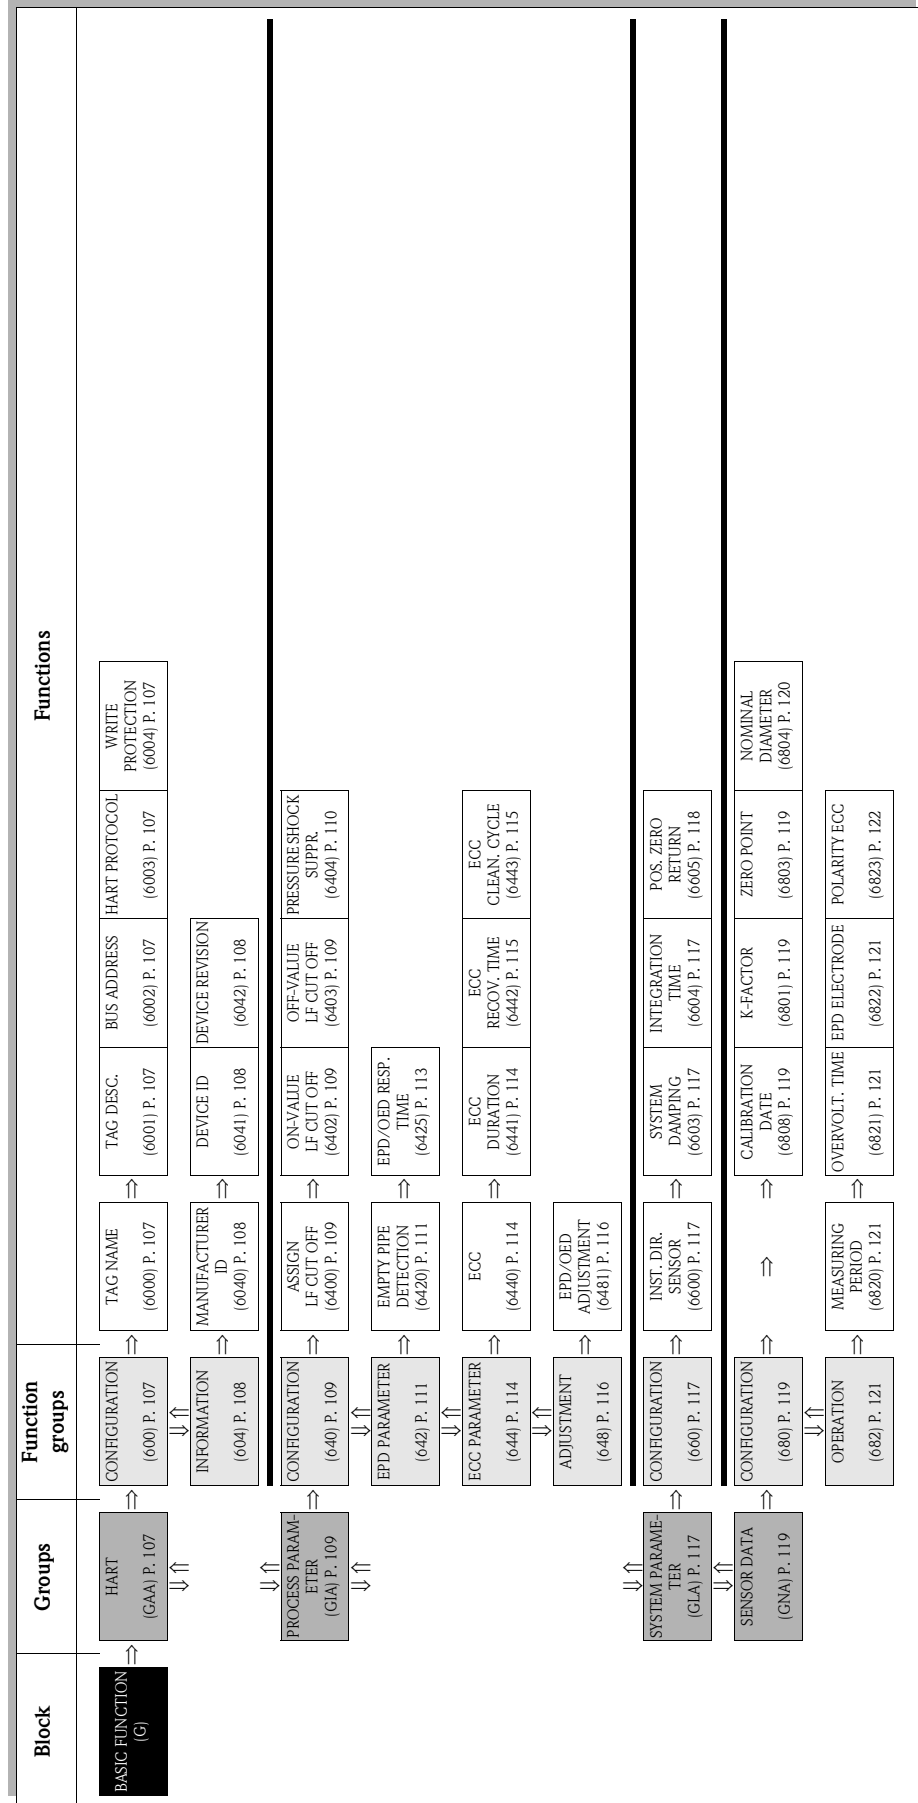 Block
Groups
Function
groups
Functions
BASIC FUNCTION
(G)
⇒
HART
(GAA) P. 107
⇒
CONFIGURATION
(600) P. 107
⇒
TAG NAME
(6000) P. 107
⇒
TAG DESC.
(6001) P. 107
BUS ADDRESS
(6002) P. 107
HART PROTOCOL
(6003) P. 107
WRITE
PROTECTION
(6004) P. 107
⇓⇑
⇓⇑
INFORMATION
(604) P. 108
⇒
MANUFACTURER
ID
(6040) P. 108
⇒
DEVICE ID
(6041) P. 108
DEVICE REVISION
(6042) P. 108
⇓⇑
PROCESS PARAM-
ETER
(GIA) P. 109
⇒
CONFIGURATION
(640) P. 109
⇒
ASSIGN
LF CUT OFF
(6400) P. 109
⇒
ON-VALUE
LF CUT OFF
(6402) P. 109
OFF-VALUE
LF CUT OFF
(6403) P. 109
PRESSURE SHOCK
SUPPR.
(6404) P. 110
⇓⇑
⇓⇑
EPD PARAMETER
(642) P. 111
⇒
EMPTY PIPE
DETECTION
(6420) P. 111
⇒
EPD/OED RESP.
TIME
(6425) P. 113
⇓⇑
ECC PARAMETER
(644) P. 114
⇒
ECC
(6440) P. 114
⇒
ECC
DURATION
(6441) P. 114
ECC
RECOV. TIME
(6442) P. 115
ECC
CLEAN. CYCLE
(6443) P. 115
⇓⇑
ADJUSTMENT
(648) P. 116
⇒
EPD/OED
ADJUSTMENT
(6481) P. 116
⇓⇑
SYSTEM PARAME-
TER
(GLA) P. 117
⇒
CONFIGURATION
(660) P. 117
⇒
INST. DIR.
SENSOR
(6600) P. 117
⇒
SYSTEM
DAMPING
(6603) P. 117
INTEGRATION
TIME
(6604) P. 117
POS. ZERO
RETURN
(6605) P. 118
⇓⇑
SENSOR DATA
(GNA) P. 119
⇒
CONFIGURATION
(680) P. 119
⇒
⇒
⇒
CALIBRATION
DATE
(6808) P. 119
K-FACTOR
(6801) P. 119
ZERO POINT
(6803) P. 119
NOMINAL
DIAMETER
(6804) P. 120
⇓⇑
OPERATION
(682) P. 121
⇒
MEASURING
PERIOD
(6820) P. 121
⇒
OVERVOLT. TIME
(6821) P. 121
EPD ELECTRODE
(6822) P. 121
POLARITY ECC
(6823) P. 122